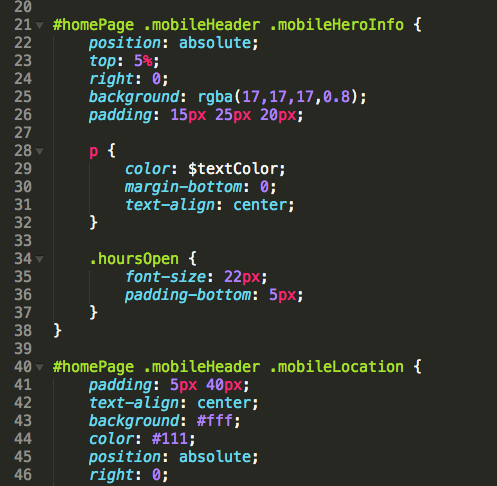 20
21 #homePage .mobileHeader .mobileHeroInfo {
22     position: absolute;
23     top: 5%;
24     right: 0;
25     background: rgba(17,17,17,0.8);
26     padding: 15px 25px 20px;
27
28     p {
29         color: $textColor;
30         margin-bottom: 0;
31         text-align: center;
32     }
33
34     .hoursOpen {
35         font-size: 22px;
36         padding-bottom: 5px;
37     }
38 }
39
40 #homePage .mobileHeader .mobileLocation {
41     padding: 5px 40px;
42     text-align: center;
43     background: #fff;
44     color: #111;
45     position: absolute;
46     right: 0;